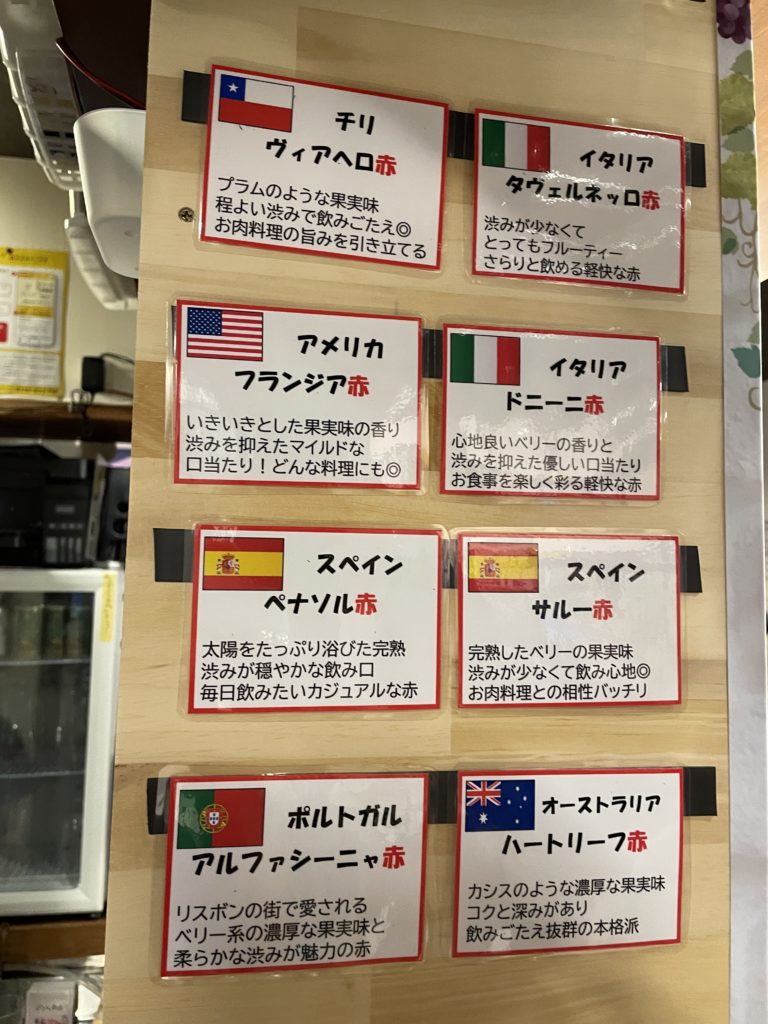 チリ
ヴィアヘロ赤
プラムのような果実味
程よい渋みで飲みごたえ◎
お肉料理の旨みを引き立てる
イタリア
タヴェルネッロ赤
渋みが少なくて
とってもフルーティー
さらりと飲める軽快な赤
アメリカ
フランジア赤
いきいきとした果実味の香り
渋みを抑えたマイルドな
口当たり！どんな料理にも◎
イタリア
ドニーニ赤
心地良いベリーの香りと
渋みを抑えた優しい口当たり
お食事を楽しく彩る軽快な赤
スペイン
ペナソル赤
太陽をたっぷり浴びた完熟
渋みが穏やかな飲み口
毎日飲みたいカジュアルな赤
スペイン
サルー赤
完熟したベリーの果実味
渋みが少なくて飲み心地◎
お肉料理との相性バッチリ
ポルトガル
アルファシーニャ赤
リスボンの街で愛される
ベリー系の濃厚な果実味と
柔らかな渋みが魅力の赤
オーストラリア
ハートリーフ赤
カシスのような濃厚な果実味
コクと深みがあり
飲みごたえ抜群の本格派